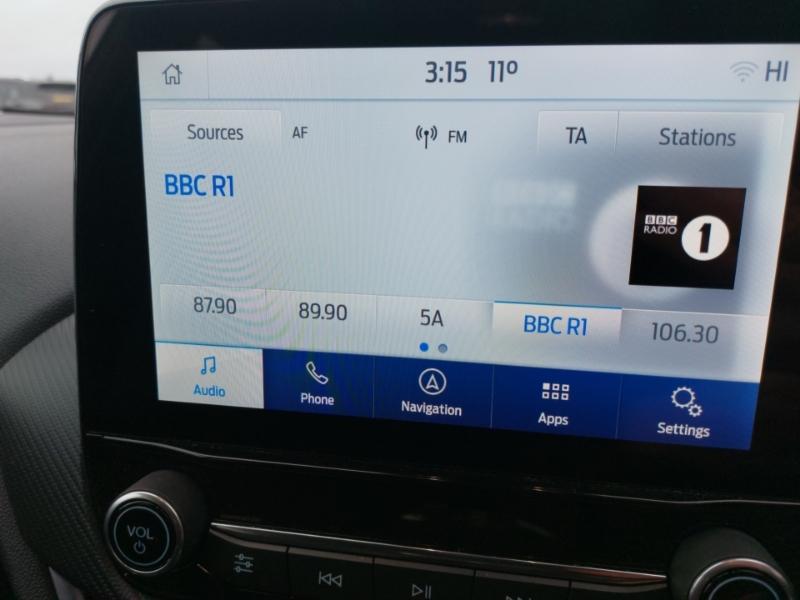 3:15 11° HI
Sources AF FM TA Stations
BBC R1
BBC
RADIO 1
87.90 89.90 5A BBC R1 106.30
Audio Phone Navigation Apps Settings
VOL